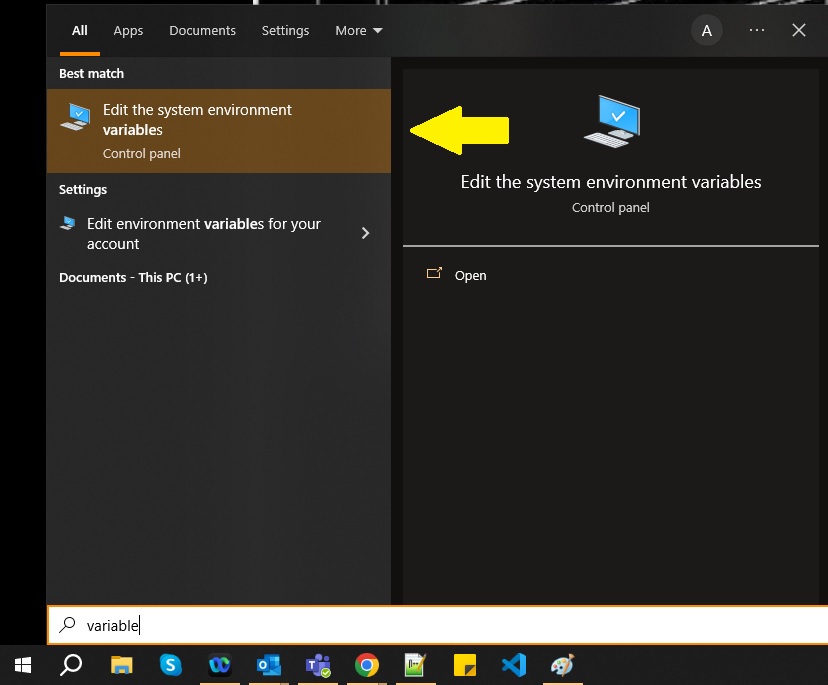 All Apps Documents Settings More A
Best match
Edit the system environment
variables
Control panel
Settings
Edit environment variables for your
account
Documents - This PC (1+)
Edit the system environment variables
Control panel
Open
variable